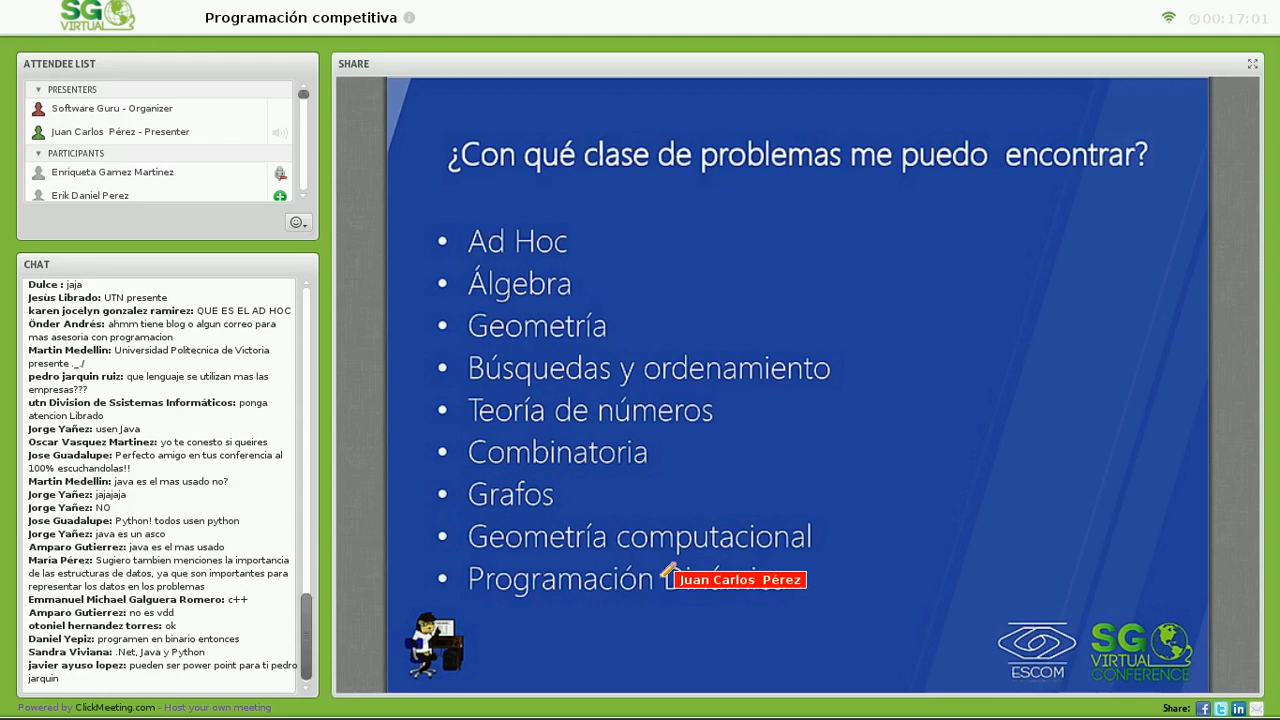 SG VIRTUAL
Programación competitiva
00:17:01
ATTENDEE LIST
PRESENTERS
Software Guru - Organizer
Juan Carlos Pérez - Presenter
PARTICIPANTS
Enriqueta Gamez Martinez
Erik Daniel Perez
CHAT
Dulce : jaja
Jesùs Librado: UTN presente
karen jocelyn gonzalez ramirez: QUE ES EL AD HOC
Önder Andrés: ahmm tiene blog o algun correo para
mas asesoria con programacion
Martin Medellin: Universidad Politecnica de Victoria
presente ._./
pedro jarquin ruiz: que lenguaje se utilizan mas las
empresas???
utn Division de Ssistemas Informáticos: ponga
atencion Librado
Jorge Yañez: usen Java
Oscar Vasquez Martinez: yo te conesto si queires
Jose Guadalupe: Perfecto amigo en tus conferencia al
100% escuchandolas!!
Martin Medellin: java es el mas usado no?
Jorge Yañez: jajajaja
Jorge Yañez: NO
Jose Guadalupe: Python! todos usen python
Jorge Yañez: java es un asco
Amparo Gutierrez: java es el mas usado
María Pérez: Sugiero tambien menciones la importancia
de las estructuras de datos, ya que son importantes para
representar los datos en los problemas
Emmanuel Michael Galguera Romero: c++
Amparo Gutierrez: no es vdd
otoniel hernandez torres: ok
Daniel Yepiz: programen en binario entonces
Sandra Viviana: .Net, Java y Python
javier ayuso lopez: pueden ser power point para ti pedro
jarquin
SHARE
¿Con qué clase de problemas me puedo encontrar?
• Ad Hoc
• Álgebra
• Geometría
• Búsquedas y ordenamiento
• Teoría de números
• Combinatoria
• Grafos
• Geometría computacional
• Programación
Juan Carlos Pérez
ESCOM
SG VIRTUAL CONFERENCE
Powered by ClickMeeting.com - Host your own meeting
Share: